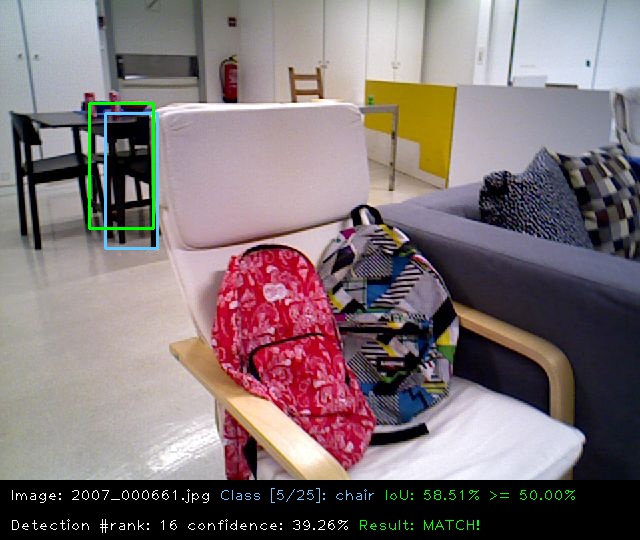 Image: 2007_000661.jpg Class [5/25]: chair IoU: 58.51% >= 50.00%
Detection #rank: 16 confidence: 39.26% Result: MATCH!